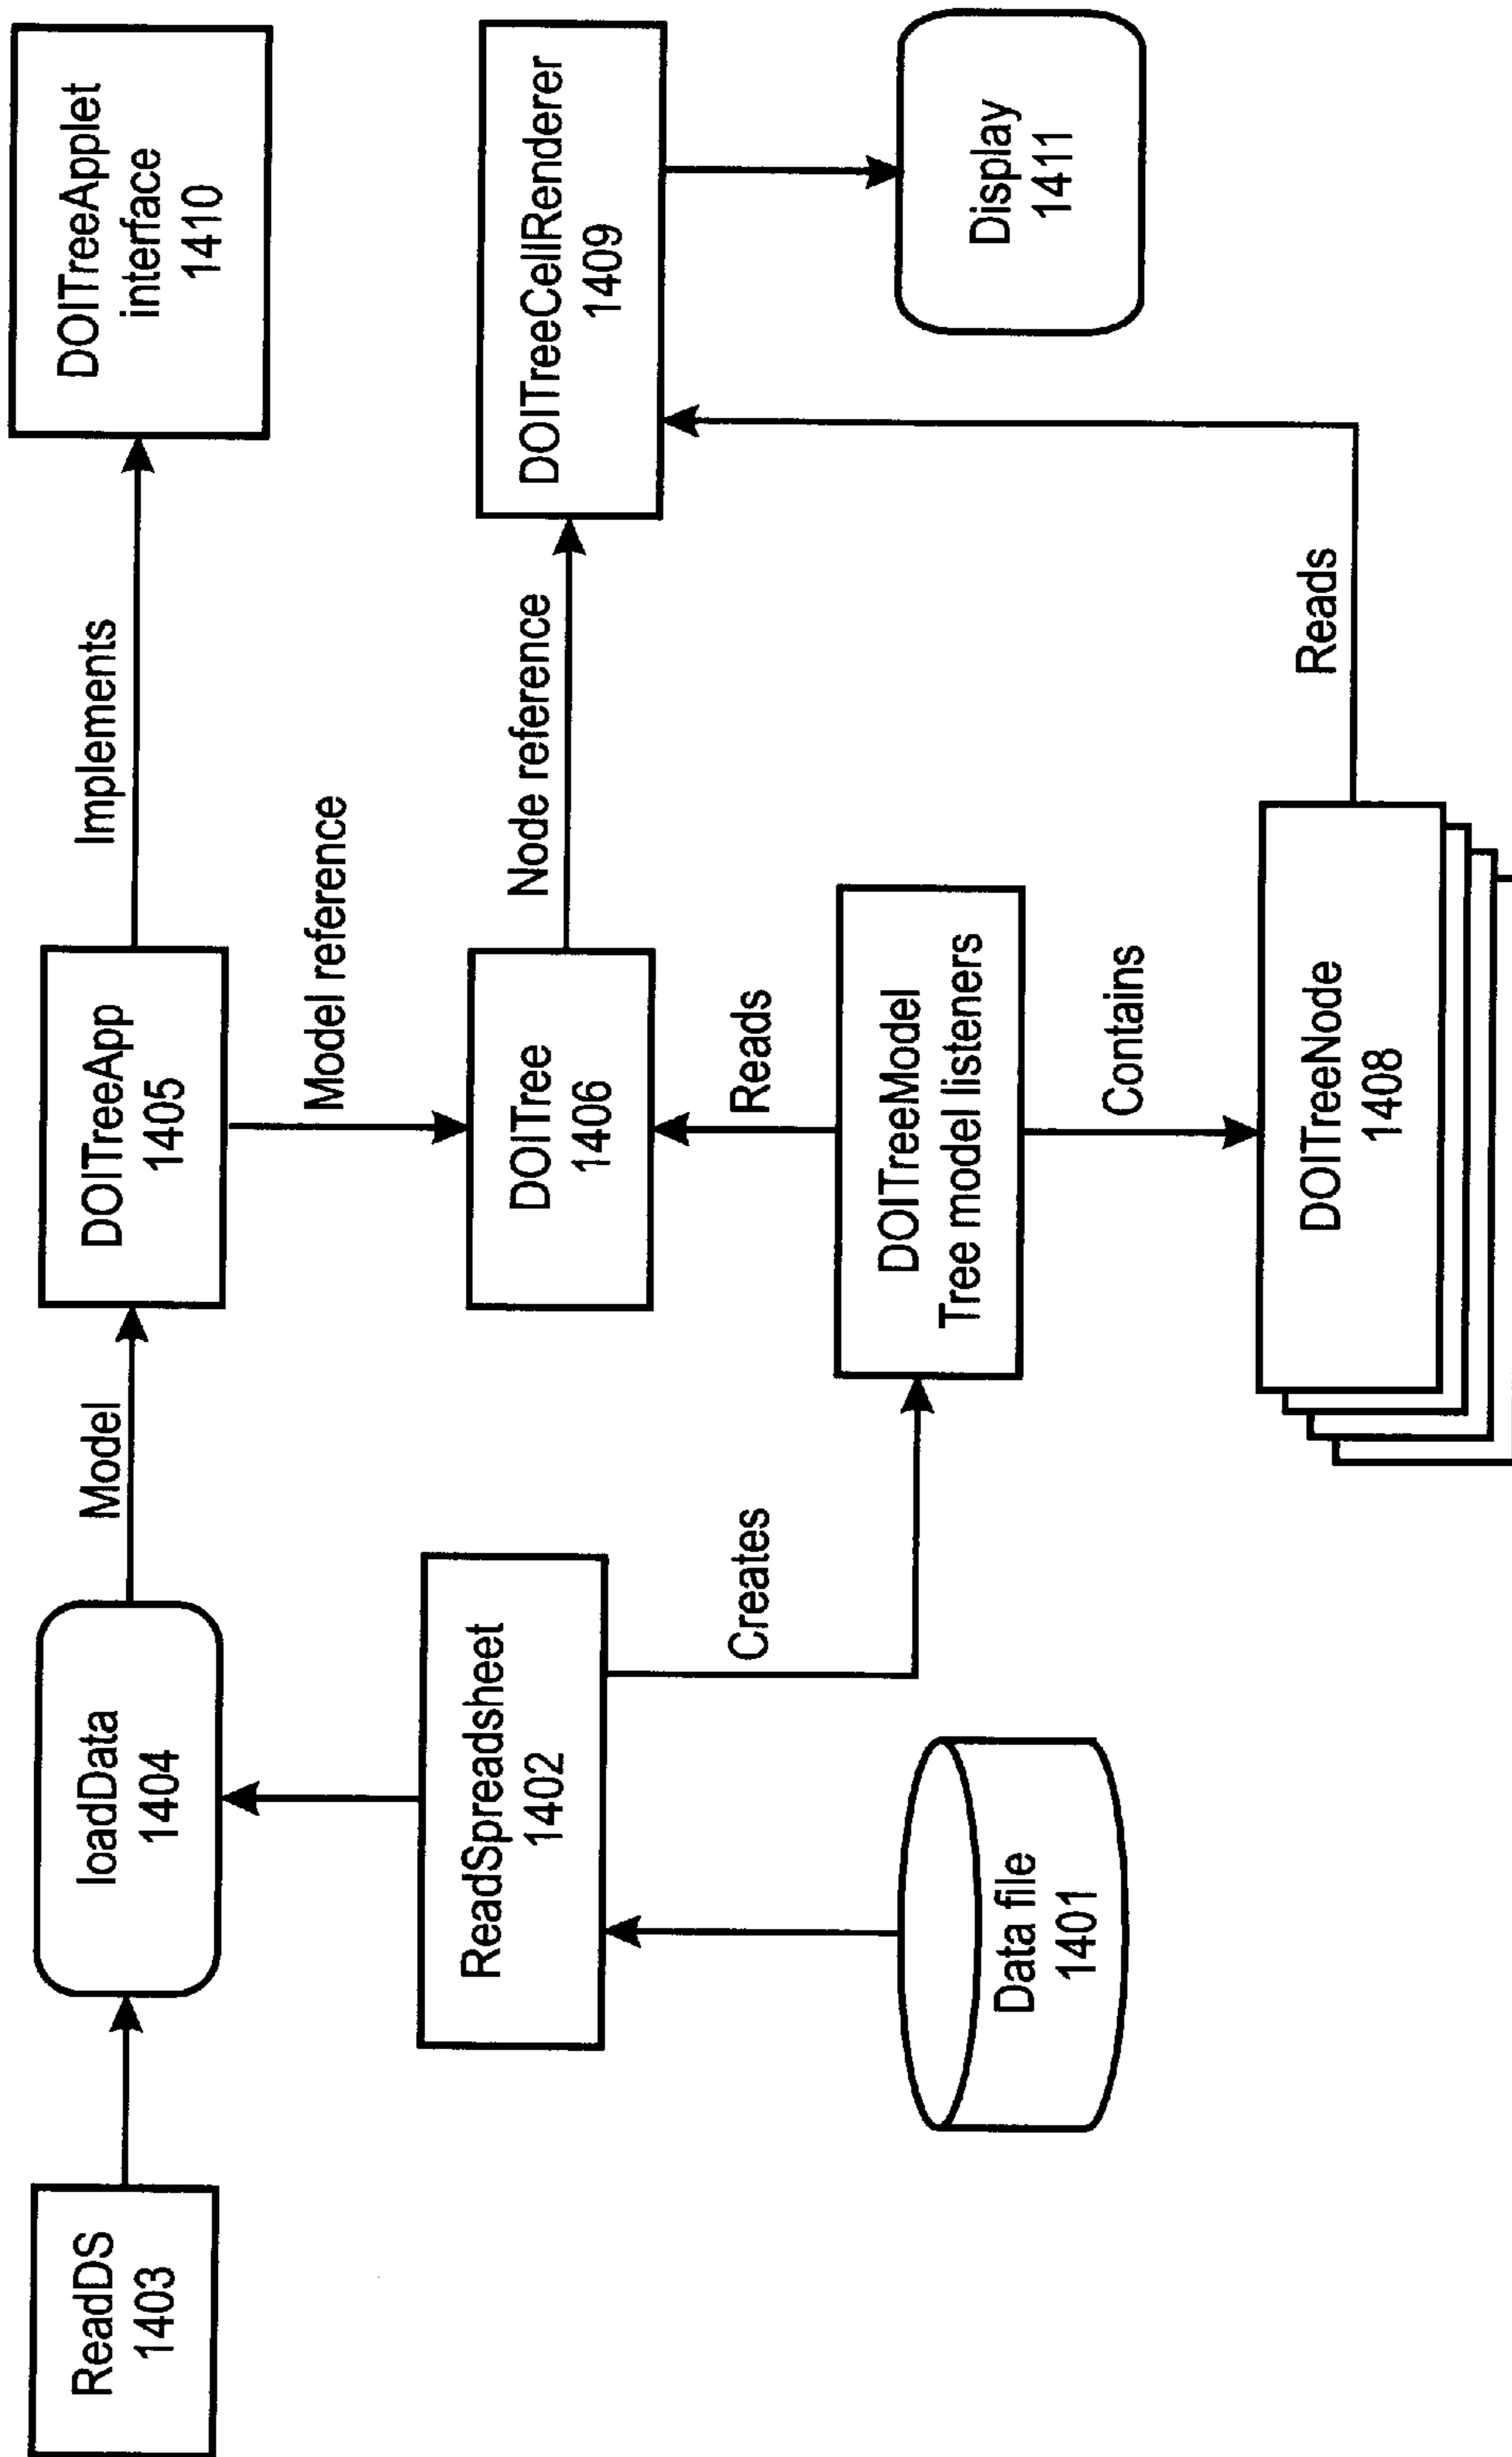 ReadDS
1403
loadData
1404
Model
DOITreeApp
1405
Implements
DOITreeApplet
interface
1410
Model reference
ReadSpreadsheet
1402
DOITree
1406
Node reference
DOITreeCellRenderer
1409
Creates
Reads
Data file
1401
DOITreeModel
Tree model listeners
Display
1411
Contains
DOITreeNode
1408
Reads